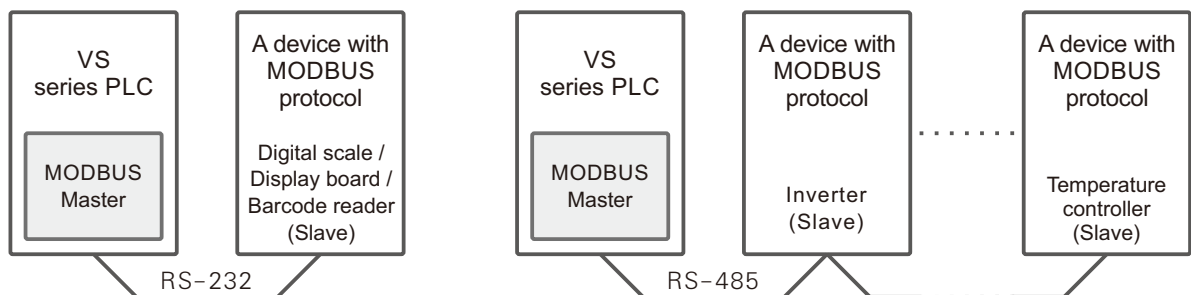 VS
series PLC
MODBUS
Master
A device with
MODBUS
protocol
Digital scale /
Display board /
Barcode reader
(Slave)
RS-232
VS
series PLC
MODBUS
Master
A device with
MODBUS
protocol
Inverter
(Slave)
A device with
MODBUS
protocol
Temperature
controller
(Slave)
RS-485